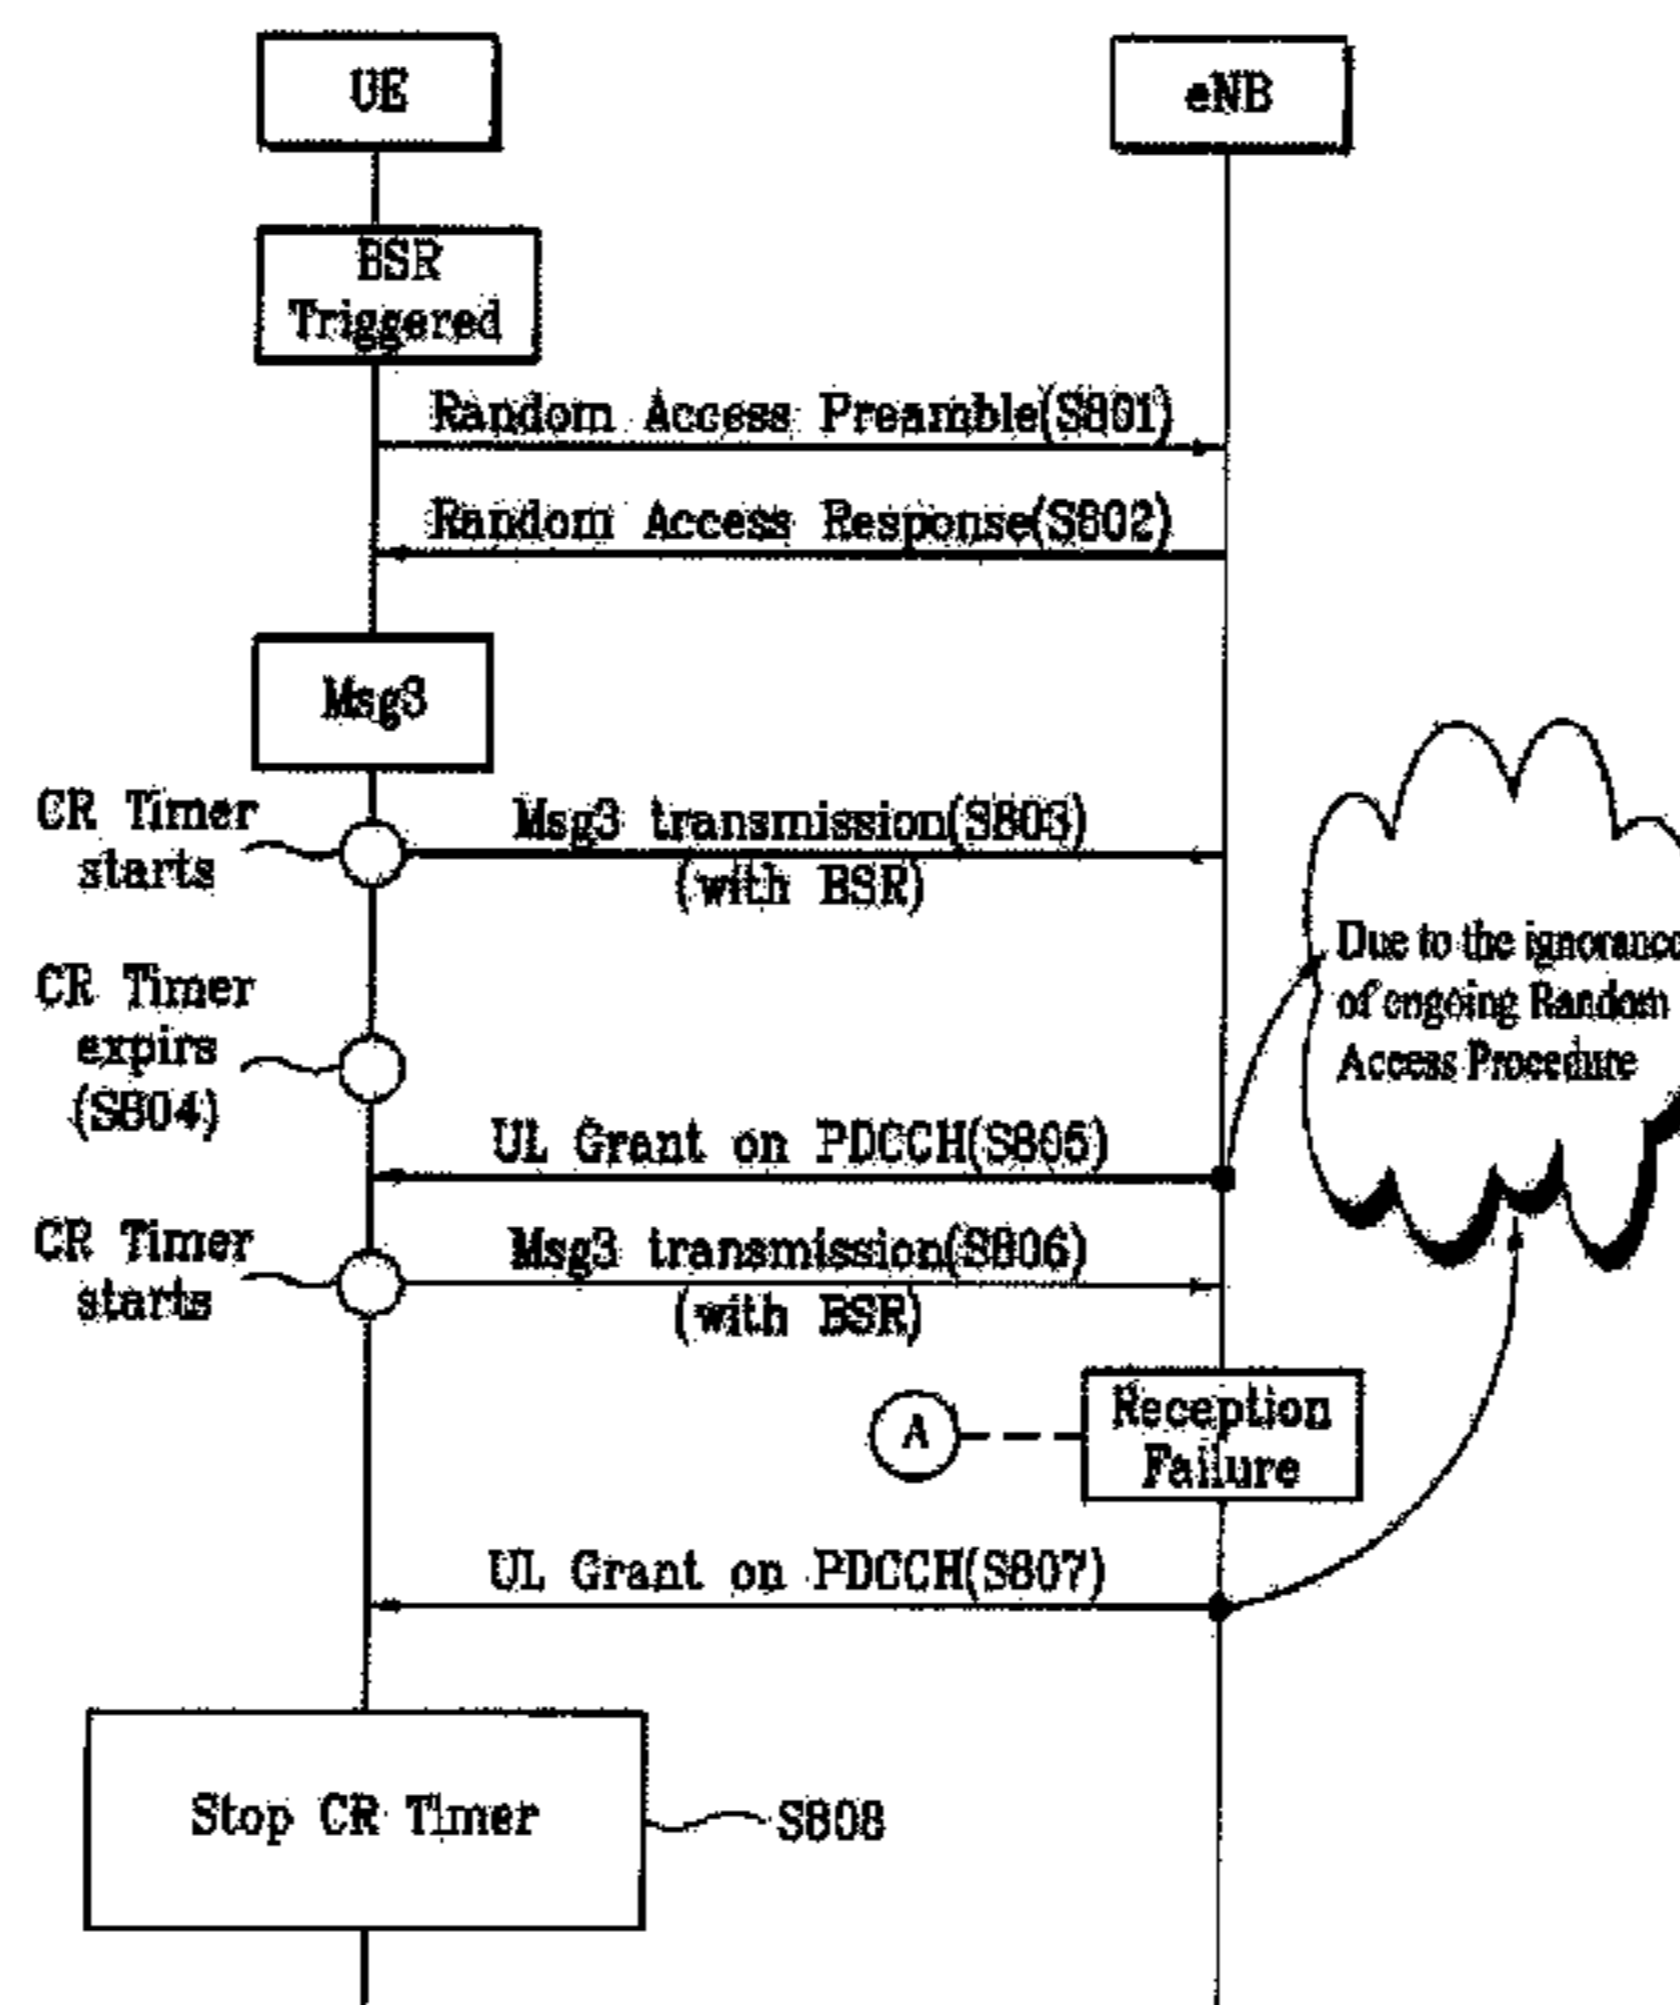 UE
eNB
BSR
Triggered
Random Access Preamble(S801)
Random Access Response(S802)
Msg3
CR Timer
starts
Msg3 transmission(S803)
(with BSR)
Due to the ignorance
of ongoing Random
Access Procedure
CR Timer
expirs
(S804)
UL Grant on PDCCH(S805)
CR Timer
starts
Msg3 transmission(S806)
(with BSR)
A
Reception
Failure
UL Grant on PDCCH(S807)
Stop CR Timer
S808